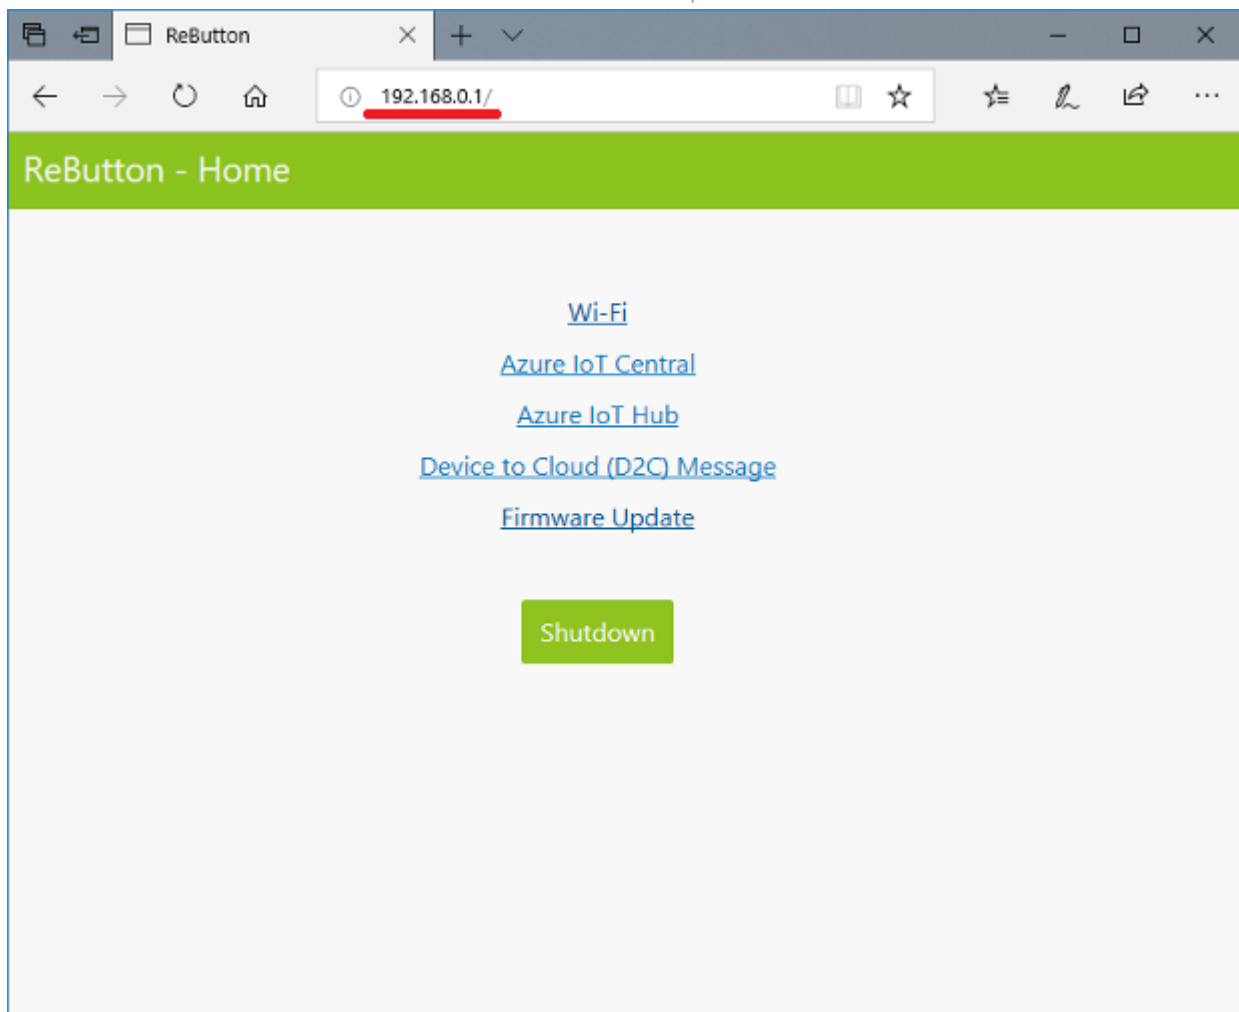 ReButton
192.168.0.1/
ReButton - Home
Wi-Fi
Azure IoT Central
Azure IoT Hub
Device to Cloud (D2C) Message
Firmware Update
Shutdown